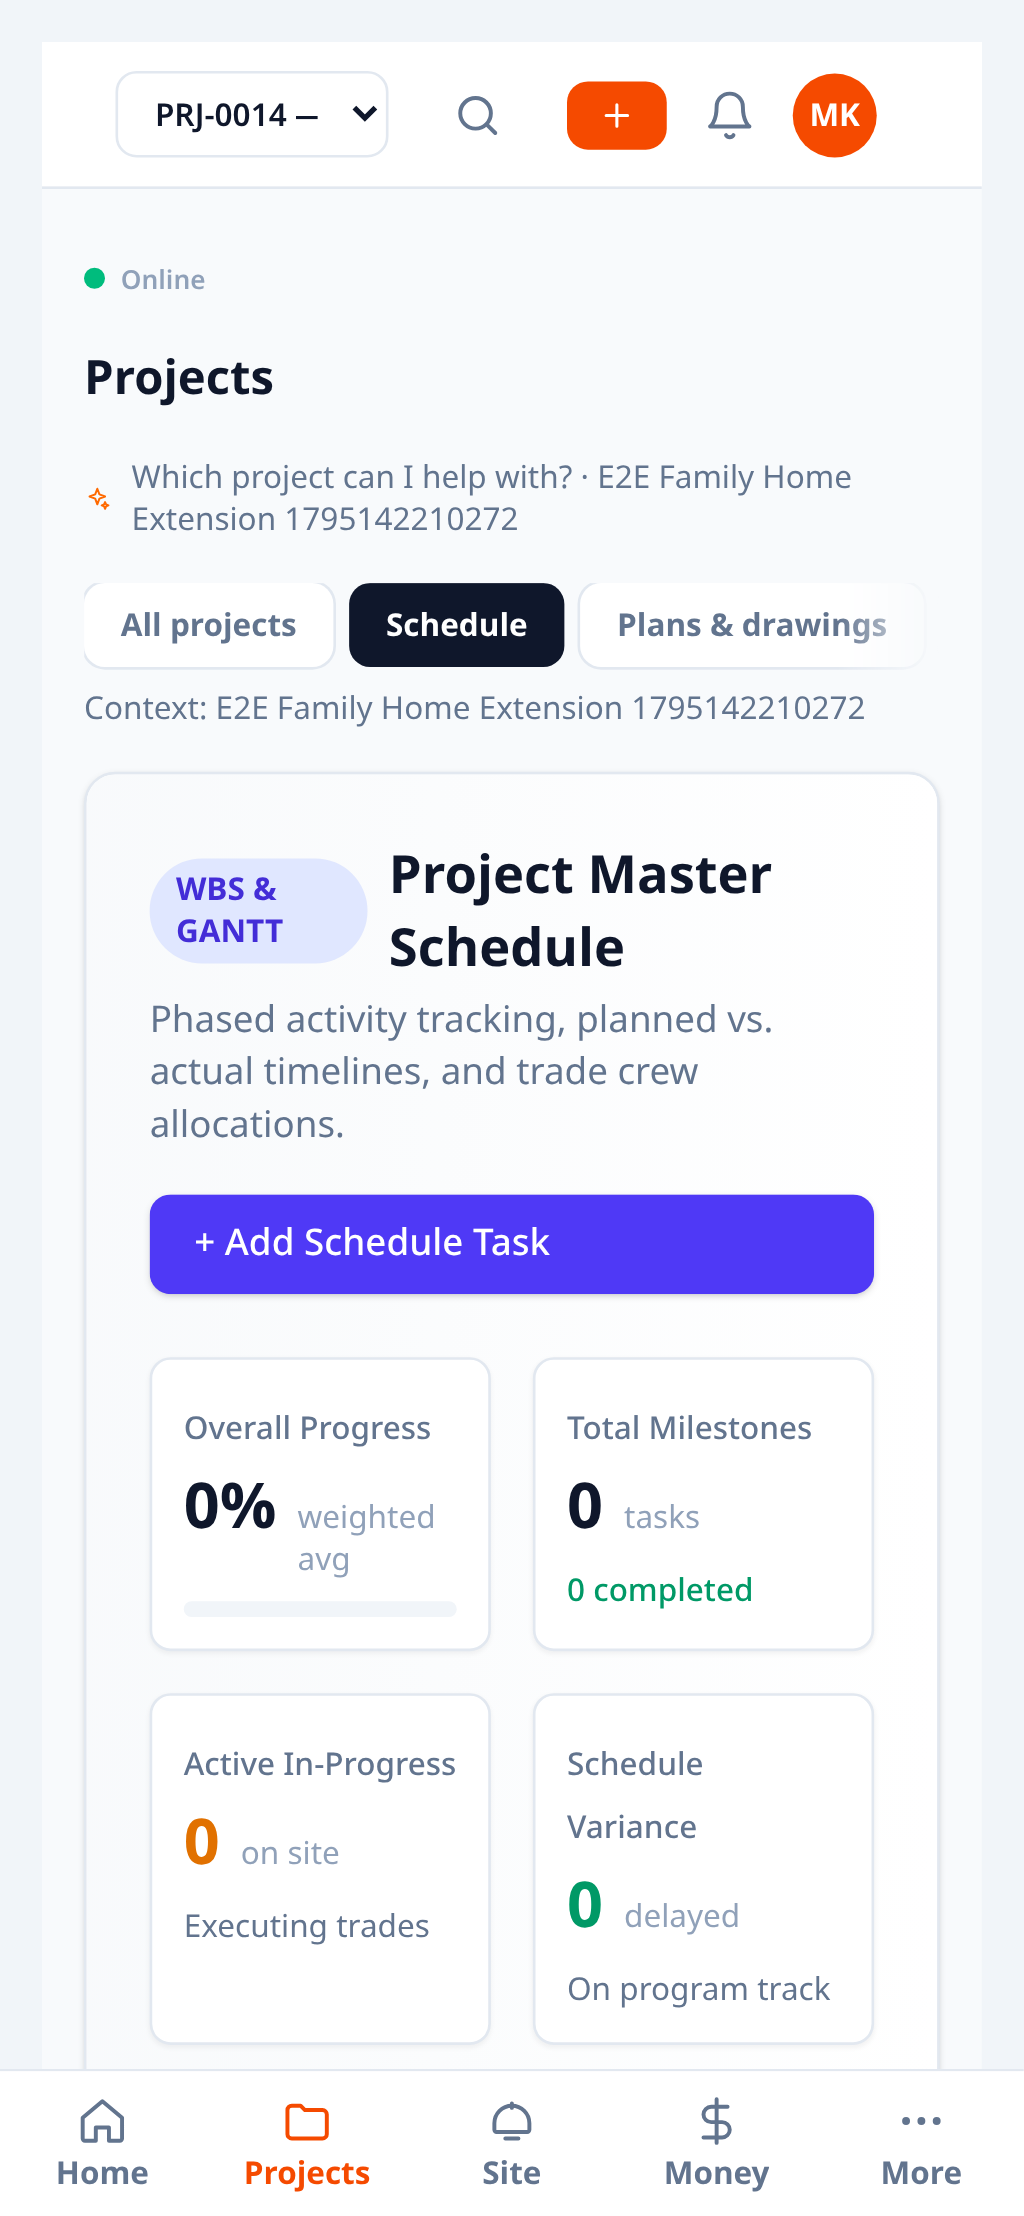 PRJ-0014 —
MK
Online
Projects
Which project can I help with? · E2E Family Home
Extension 1795142210272
All projects
Schedule
Plans & drawings
Context: E2E Family Home Extension 1795142210272
WBS &
GANTT
Project Master
Schedule
Phased activity tracking, planned vs.
actual timelines, and trade crew
allocations.
+ Add Schedule Task
Overall Progress
0% weighted
avg
Total Milestones
0 tasks
0 completed
Active In-Progress
0 on site
Executing trades
Schedule
Variance
0 delayed
On program track
Home
Projects
Site
Money
More